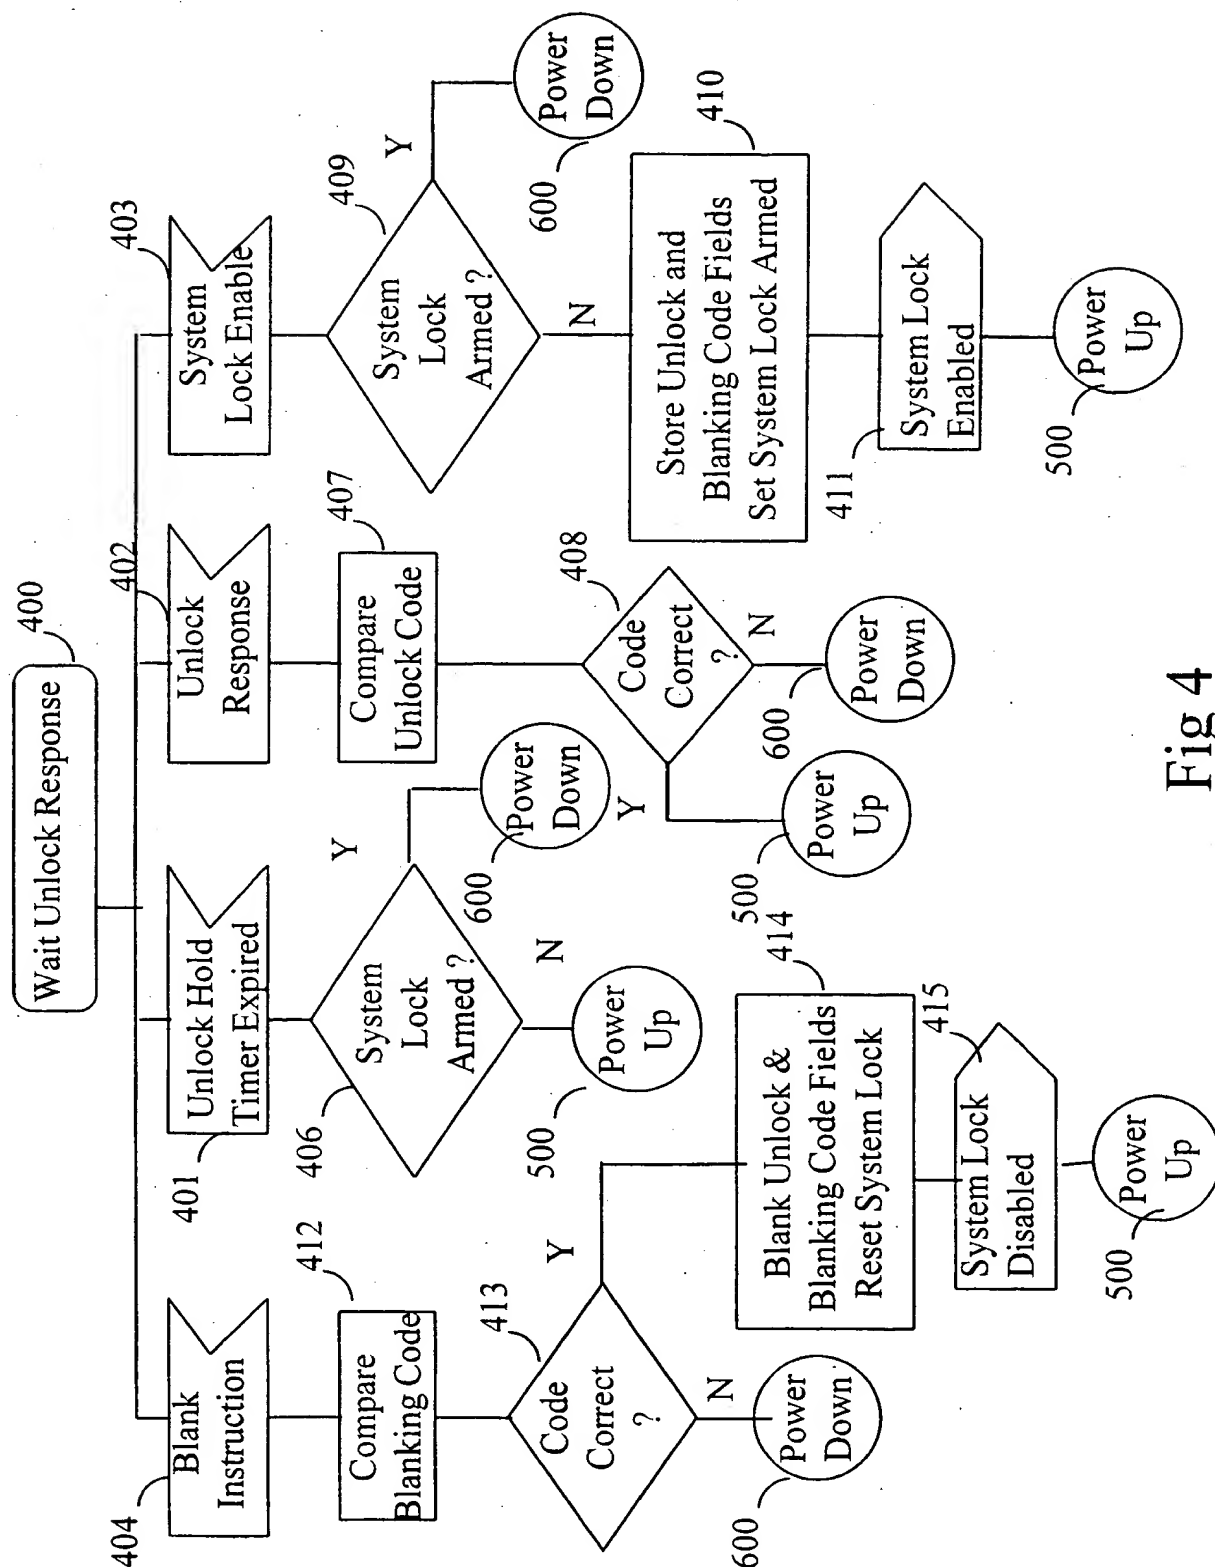 Wait Unlock Response
400
404
Blank
Instruction
412
Compare
Blanking Code
413
Code
Correct
?
Y
N
600
Power
Down
414
Blank Unlock &
Blanking Code Fields
Reset System Lock
415
System Lock
Disabled
500
Power
Up
401
Unlock Hold
Timer Expired
406
System
Lock
Armed ?
Y
N
600
Power
Down
500
Power
Up
402
Unlock
Response
407
Compare
Unlock Code
408
Code
Correct
?
Y
N
500
Power
Up
600
Power
Down
403
System
Lock Enable
409
System
Lock
Armed ?
Y
N
600
Power
Down
410
Store Unlock and
Blanking Code Fields
Set System Lock Armed
411
System Lock
Enabled
500
Power
Up
Fig 4